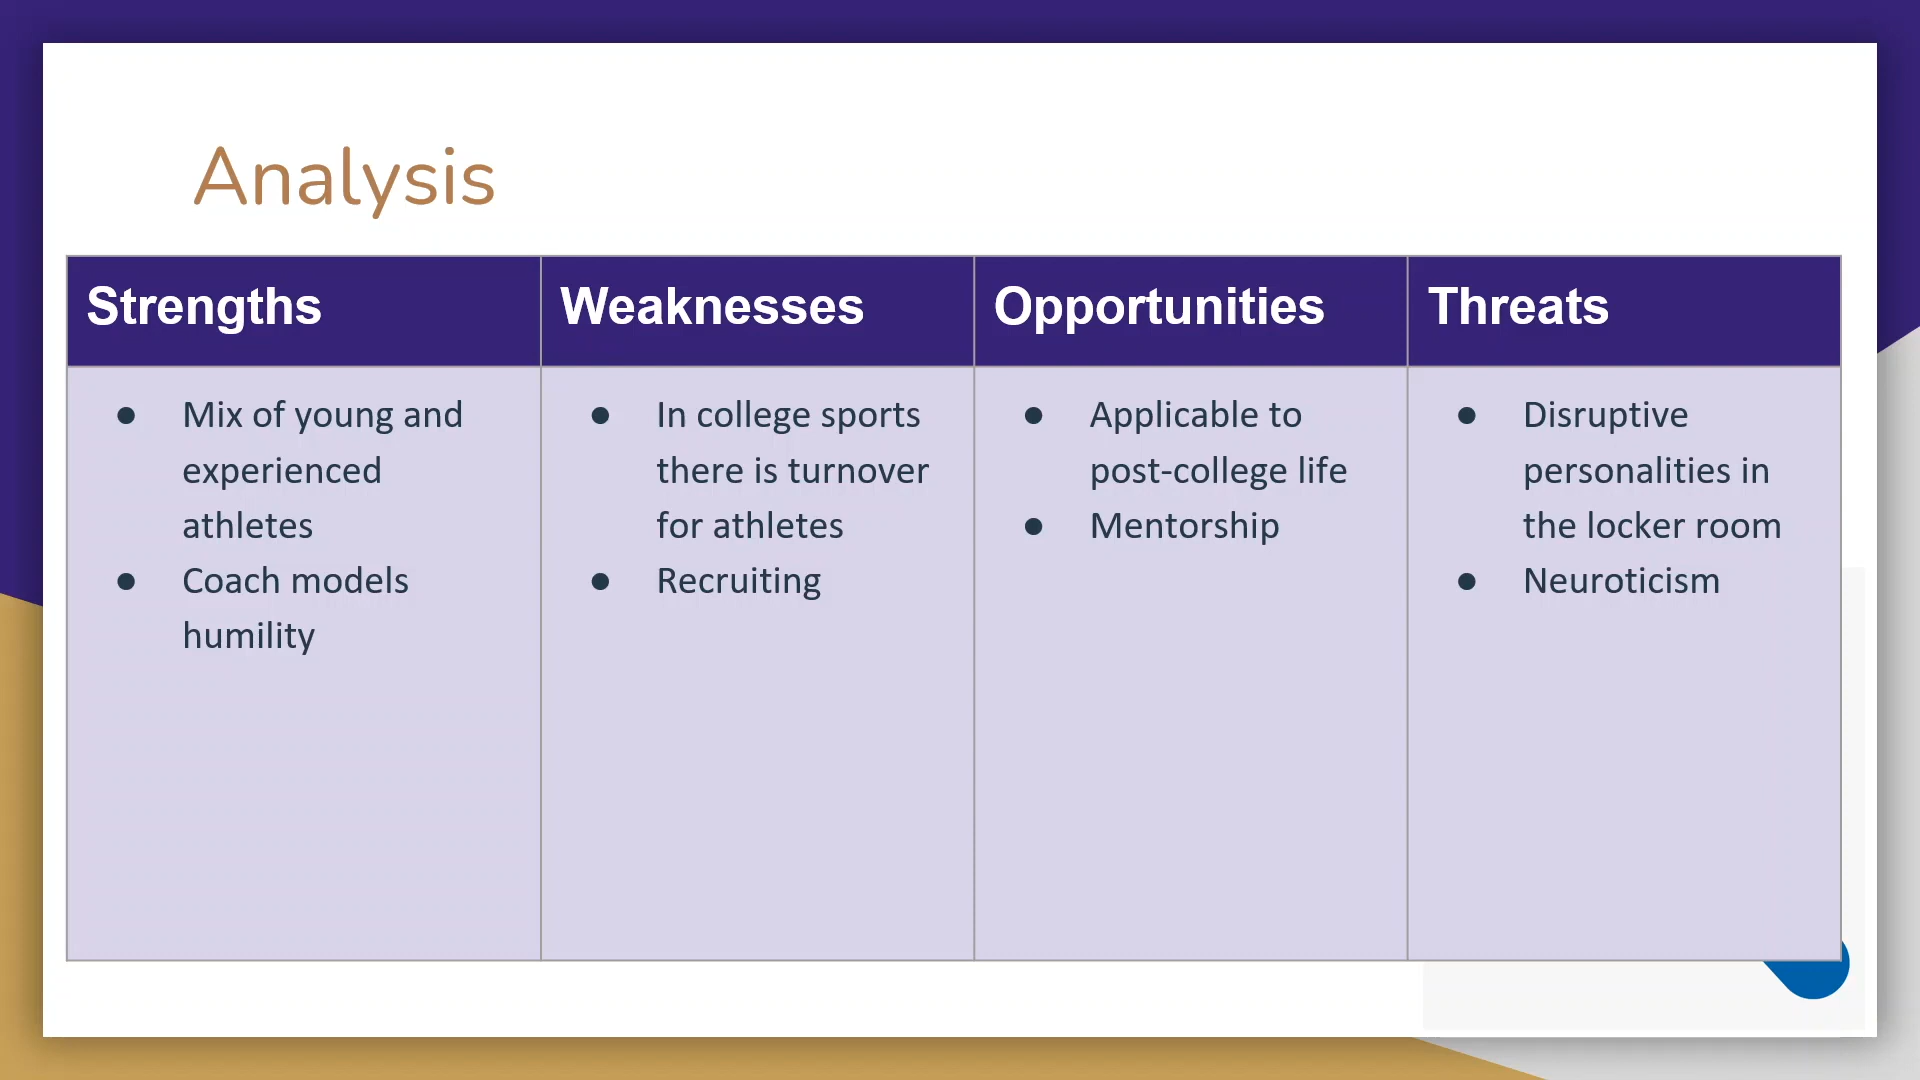 Analysis
Strengths
Weaknesses
Opportunities
Threats
● Mix of young and
experienced
athletes
● Coach models
humility
● In college sports
there is turnover
for athletes
● Recruiting
● Applicable to
post-college life
● Mentorship
● Disruptive
personalities in
the locker room
● Neuroticism